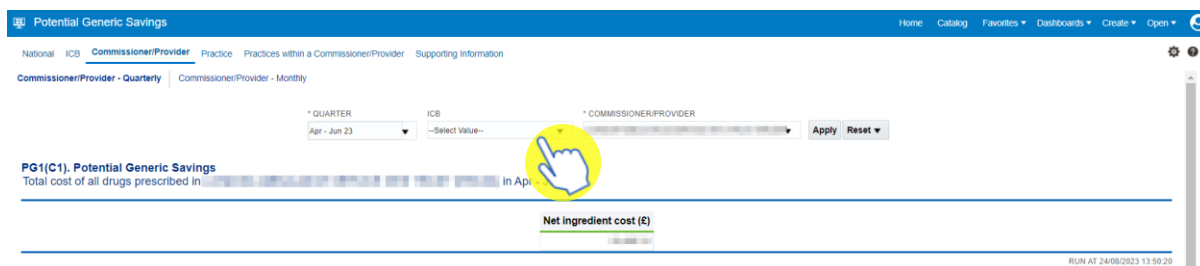 Potential Generic Savings
Home Catalog Favorites Dashboards Create Open
National ICB Commissioner/Provider Practice Practices within a Commissioner/Provider Supporting Information
Commissioner/Provider - Quarterly Commissioner/Provider - Monthly
* QUARTER ICB * COMMISSIONER/PROVIDER
Apr - Jun 23 --Select Value-- Apply Reset
PG1(C1). Potential Generic Savings
Total cost of all drugs prescribed in in Apr -
Net ingredient cost (£)
RUN AT 24/08/2023 13:50:20